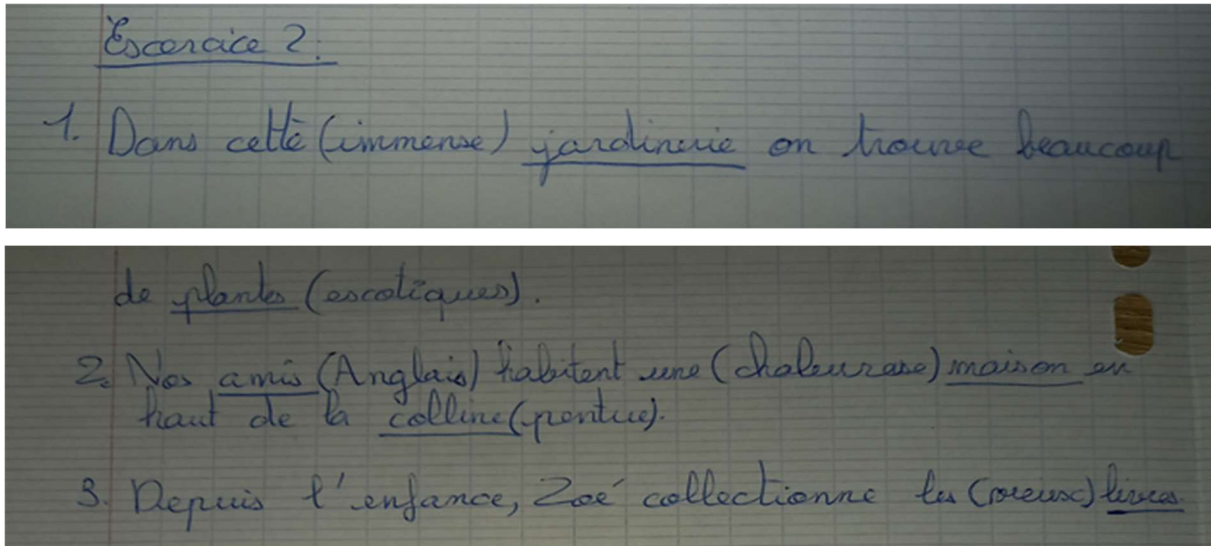 Exercice 2:
1. Dans cette (immense) jardinerie on trouve beaucoup
de plantes (exotiques).
2. Nos amis (Anglais) habitent une (chaleureuse) maison en
haut de la colline (pentue).
3. Depuis l'enfance, Zoé collectionne les (vieux) livres